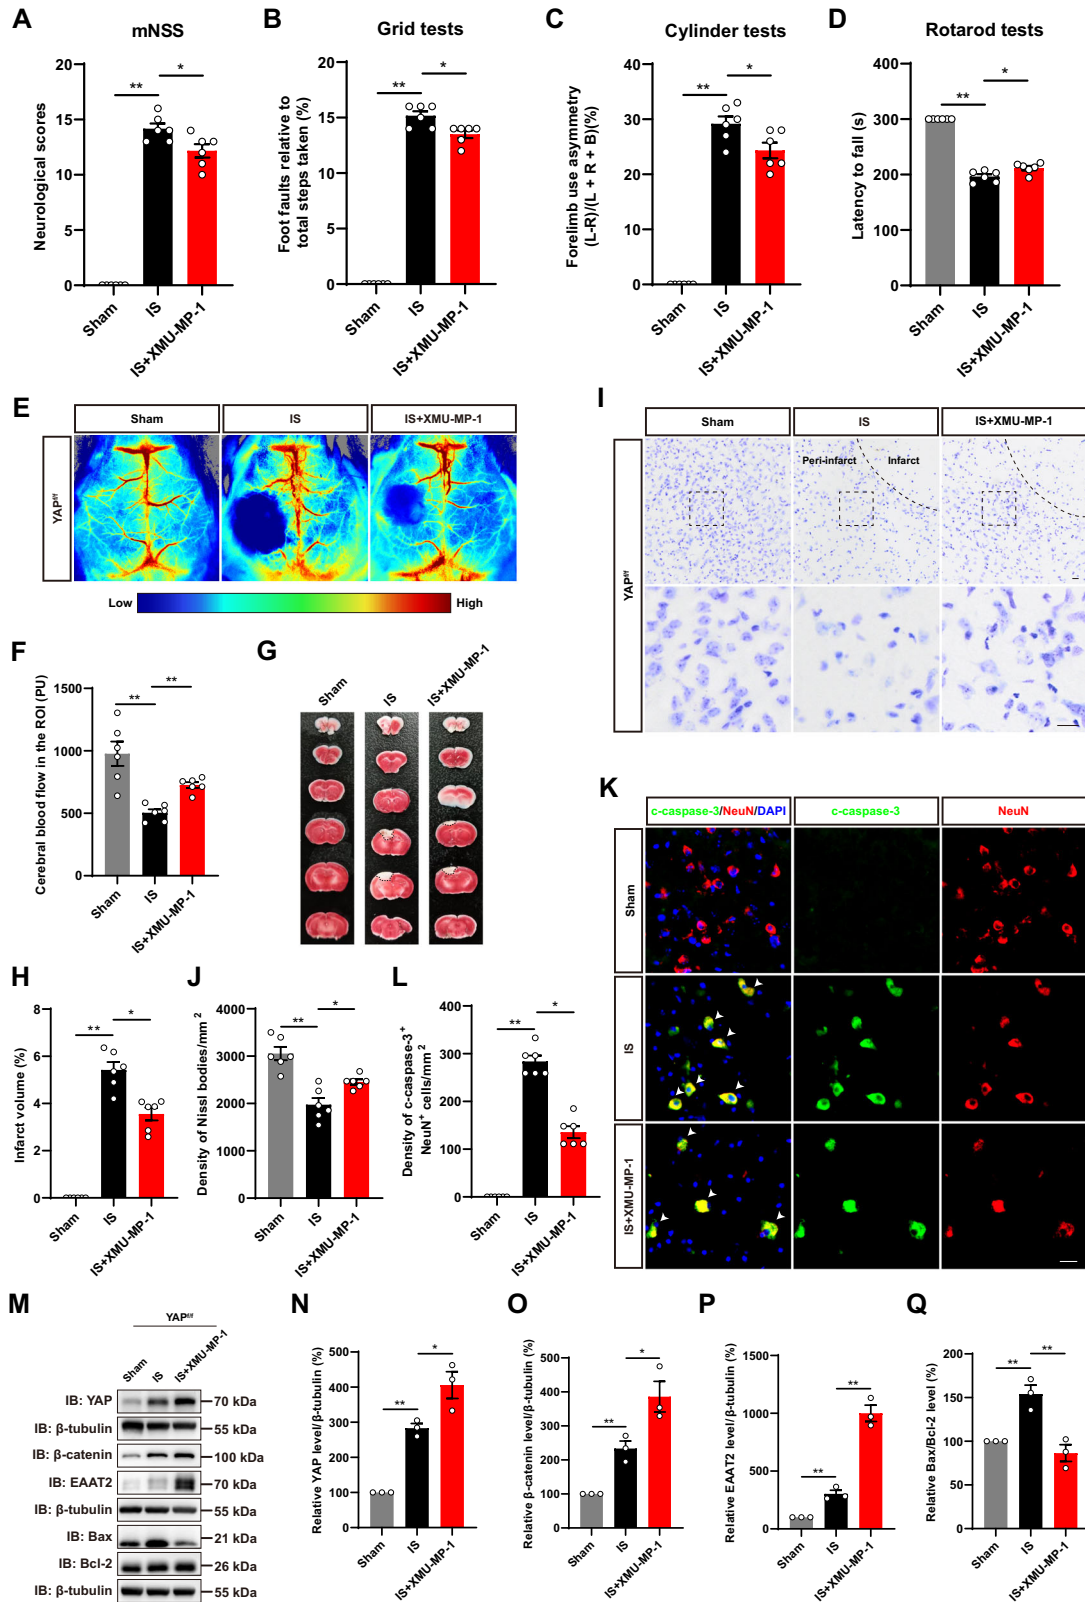 A
mNSS
Neurological scores
20
15
10
5
0
**
*
Sham
IS
IS+XMU-MP-1
B
Grid tests
Foot faults relative to
total steps taken (%)
20
15
10
5
0
**
*
Sham
IS
IS+XMU-MP-1
C
Cylinder tests
Forelimb use asymmetry
(L-R)/(L + R + B)(%)
40
30
20
10
0
**
*
Sham
IS
IS+XMU-MP-1
D
Rotarod tests
Latency to fall (s)
400
300
200
100
0
**
*
Sham
IS
IS+XMU-MP-1
E
Sham
IS
IS+XMU-MP-1
YAPf/f
Low
High
F
Cerebral blood flow in the ROI (PU)
1500
1000
500
0
**
**
Sham
IS
IS+XMU-MP-1
G
Sham
IS
IS+XMU-MP-1
H
Infarct volume (%)
8
6
4
2
0
**
*
Sham
IS
IS+XMU-MP-1
I
Sham
IS
IS+XMU-MP-1
YAPf/f
Peri-infarct
Infarct
J
Density of Nissl bodies/mm2
4000
3000
2000
1000
0
**
*
Sham
IS
IS+XMU-MP-1
K
c-caspase-3/NeuN/DAPI
c-caspase-3
NeuN
Sham
IS
IS+XMU-MP-1
L
Density of c-caspase-3+
NeuN+ cells/mm2
400
300
200
100
0
**
*
Sham
IS
IS+XMU-MP-1
M
YAPf/f
Sham
IS
IS+XMU-MP-1
IB: YAP
70 kDa
IB: β-tubulin
55 kDa
IB: β-catenin
100 kDa
IB: EAAT2
70 kDa
IB: β-tubulin
55 kDa
IB: Bax
21 kDa
IB: Bcl-2
26 kDa
IB: β-tubulin
55 kDa
N
Relative YAP level/β-tubulin (%)
500
400
300
200
100
0
**
*
Sham
IS
IS+XMU-MP-1
O
Relative β-catenin level/β-tubulin (%)
500
400
300
200
100
0
**
*
Sham
IS
IS+XMU-MP-1
P
Relative EAAT2 level/β-tubulin (%)
1500
1000
500
0
**
**
Sham
IS
IS+XMU-MP-1
Q
Relative Bax/Bcl-2 level (%)
200
150
100
50
0
**
**
Sham
IS
IS+XMU-MP-1